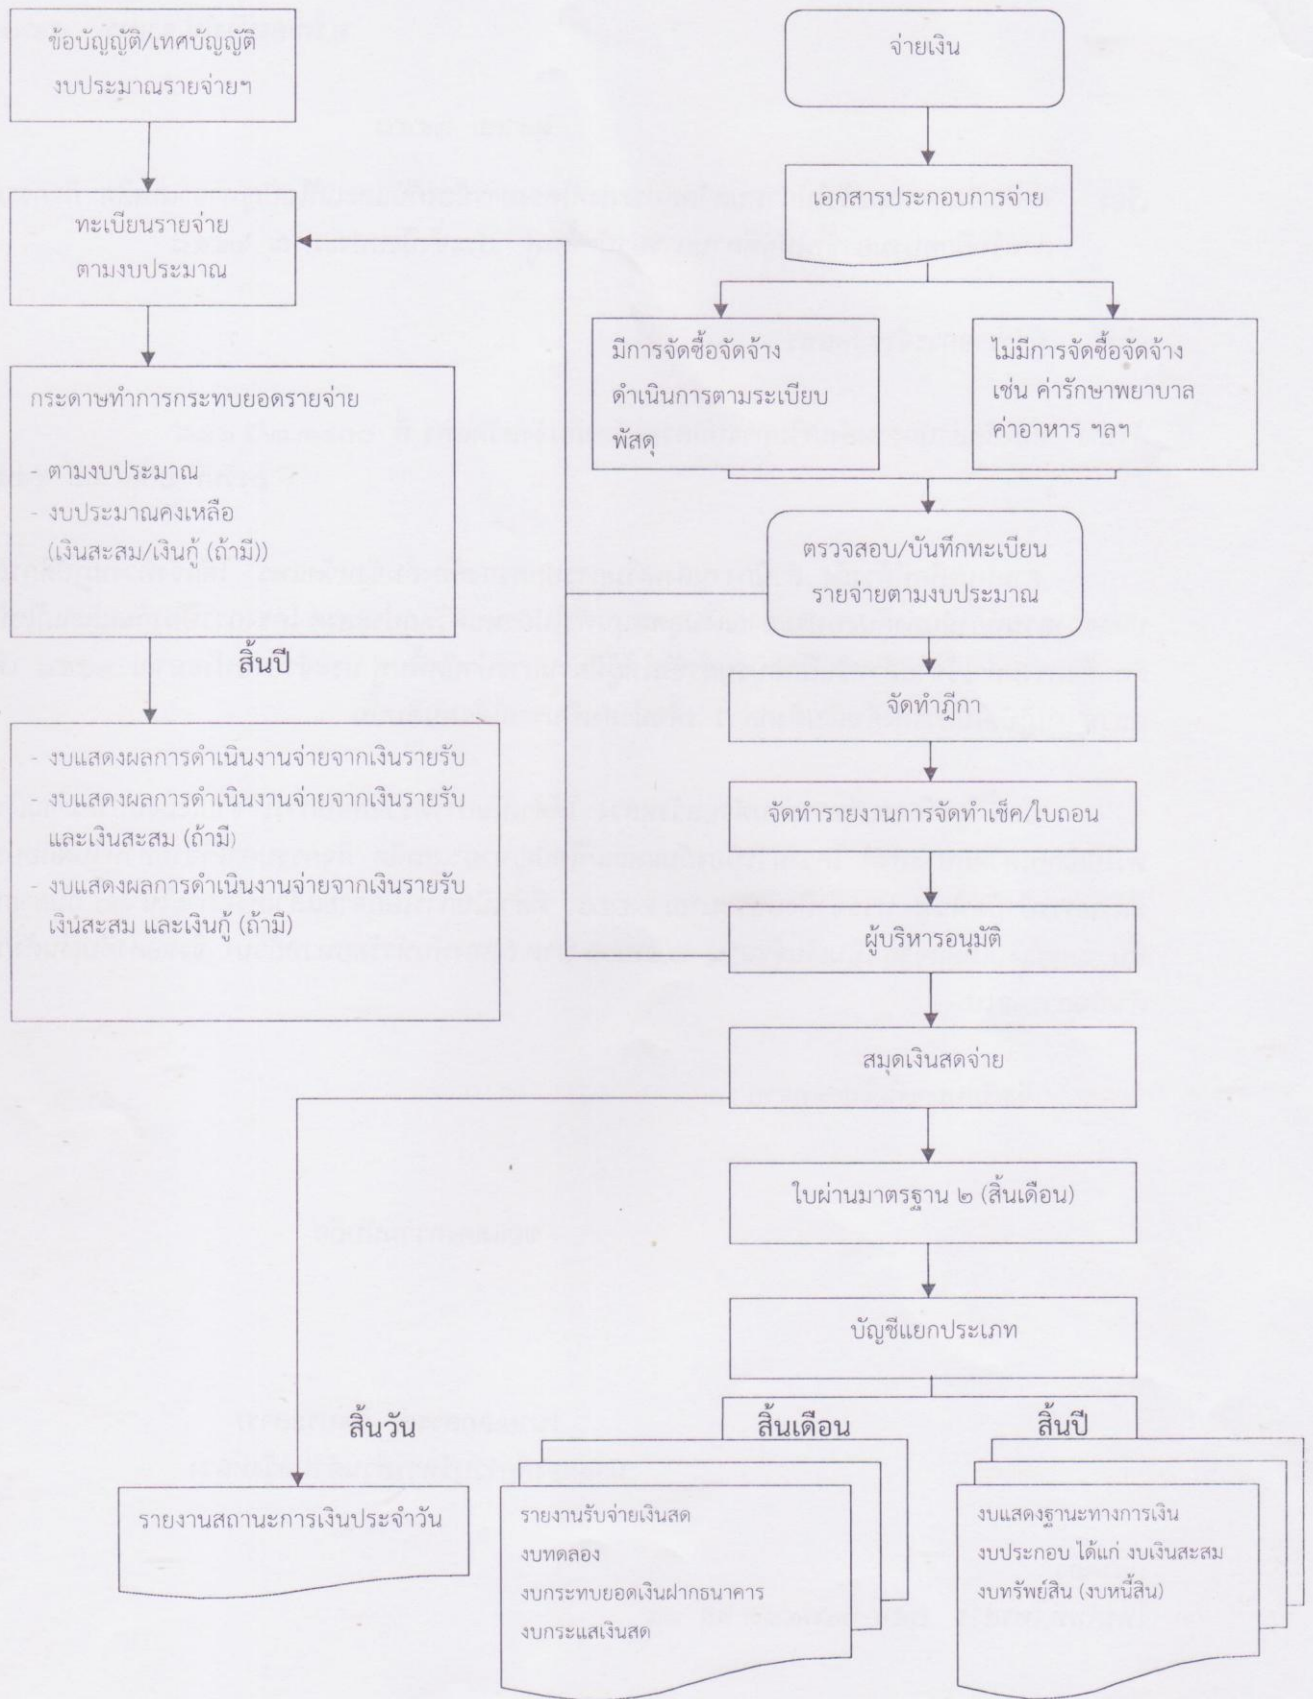 ข้อบัญญัติ/เทศบัญญัติ
งบประมาณรายจ่ายฯ
ทะเบียนรายจ่าย
ตามงบประมาณ
กระดาษทำการกระทบยอดรายจ่าย
- ตามงบประมาณ
- งบประมาณคงเหลือ
(เงินสะสม/เงินกู้ (ถ้ามี))
สิ้นปี
- งบแสดงผลการดำเนินงานจ่ายจากเงินรายรับ
- งบแสดงผลการดำเนินงานจ่ายจากเงินรายรับ
และเงินสะสม (ถ้ามี)
- งบแสดงผลการดำเนินงานจ่ายจากเงินรายรับ
เงินสะสม และเงินกู้ (ถ้ามี)
จ่ายเงิน
เอกสารประกอบการจ่าย
มีการจัดซื้อจัดจ้าง
ดำเนินการตามระเบียบ
พัสดุ
ไม่มีการจัดซื้อจัดจ้าง
เช่น ค่ารักษาพยาบาล
ค่าอาหาร ฯลฯ
ตรวจสอบ/บันทึกทะเบียน
รายจ่ายตามงบประมาณ
จัดทำฎีกา
จัดทำรายงานการจัดทำเช็ค/ใบถอน
ผู้บริหารอนุมัติ
สมุดเงินสดจ่าย
ใบผ่านมาตรฐาน ๒ (สิ้นเดือน)
บัญชีแยกประเภท
สิ้นวัน
รายงานสถานะการเงินประจำวัน
สิ้นเดือน
รายงานรับจ่ายเงินสด
งบทดลอง
งบกระทบยอดเงินฝากธนาคาร
งบกระแสเงินสด
สิ้นปี
งบแสดงฐานะทางการเงิน
งบประกอบ ได้แก่ งบเงินสะสม
งบทรัพย์สิน (งบหนี้สิน)